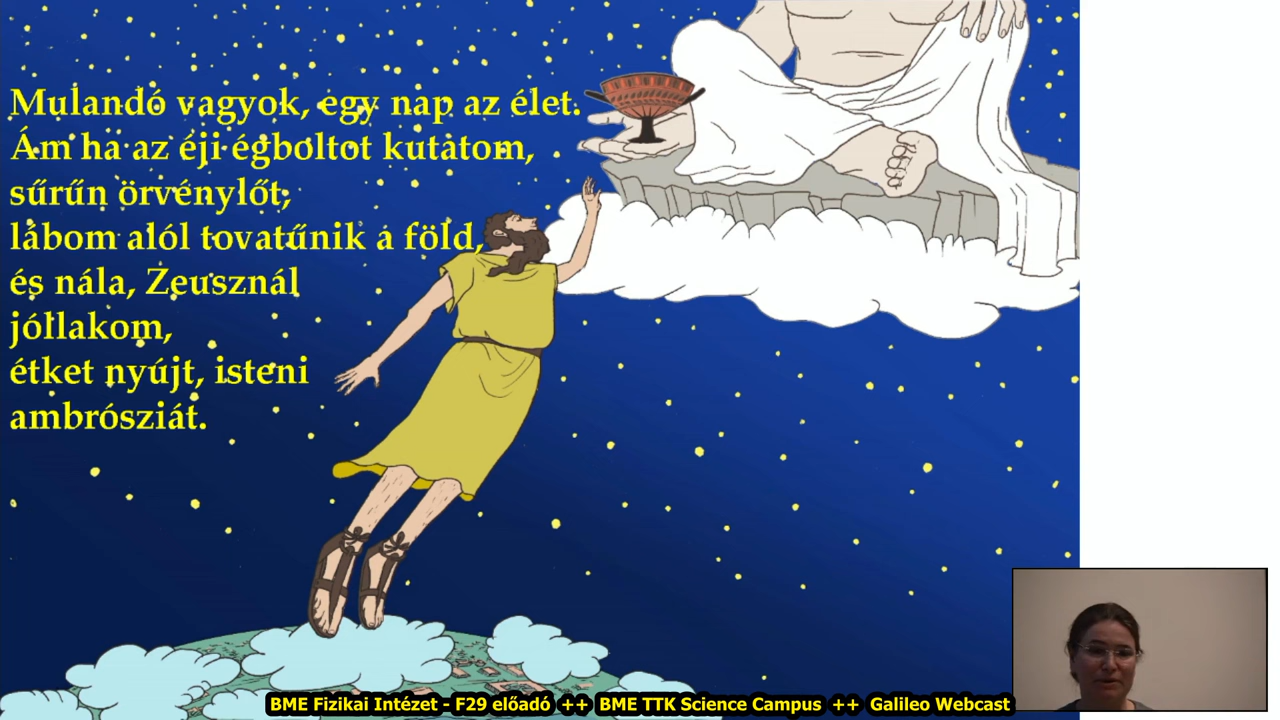 Mulandó vagyok, egy nap az élet.
Ám ha az éji égboltot kutatom,
sűrűn örvénylőt,
lábom alól tovatűnik a föld,
és nála, Zeusznál
jóllakom,
étket nyújt, isteni
ambrósziát.
BME Fizikai Intézet - F29 előadó ++ BME TTK Science Campus ++ Galileo Webcast